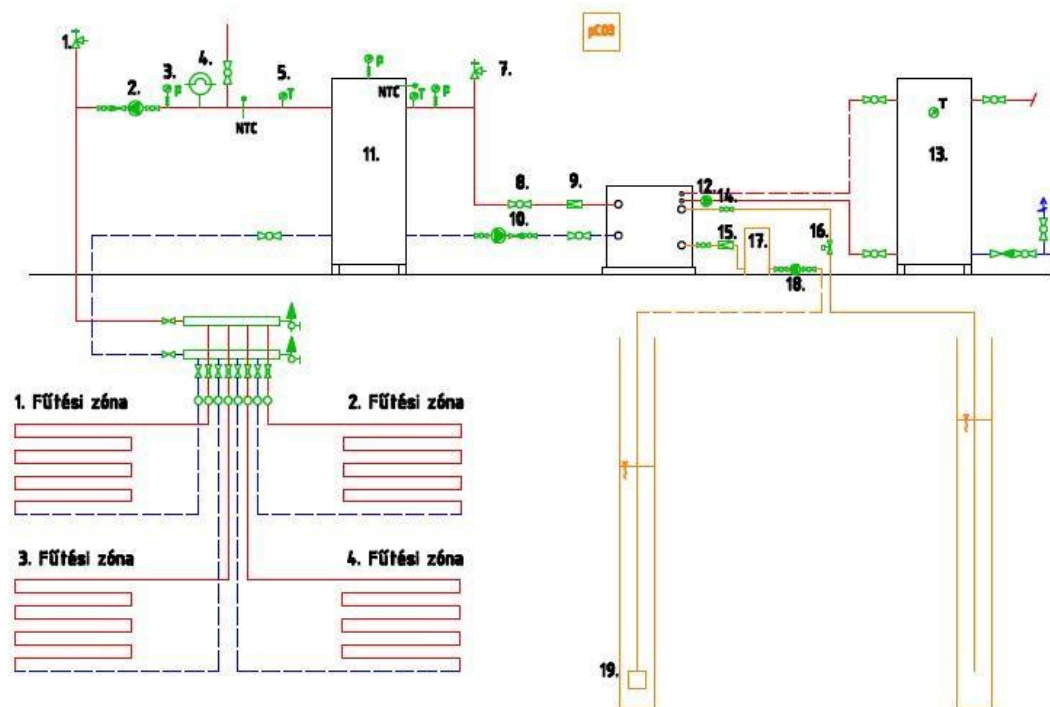 pCO3
1.
2.
3.
P
4.
5.
T
NTC
P
NTC
T
P
7.
11.
8.
9.
10.
12.
14.
15.
17.
16.
18.
T
13.
1. Fűtési zóna
2. Fűtési zóna
3. Fűtési zóna
4. Fűtési zóna
19.